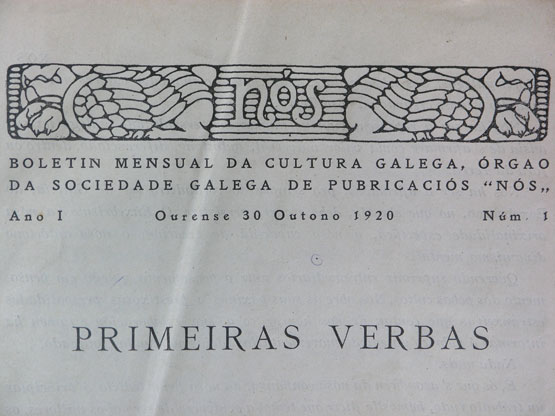 nós
BOLETIN MENSUAL DA CULTURA GALEGA, ÓRGAO
DA SOCIEDADE GALEGA DE PUBRICACIÓS "NÓS„
Ano I Ourense 30 Outono 1920 Núm. 1
PRIMEIRAS VERBAS